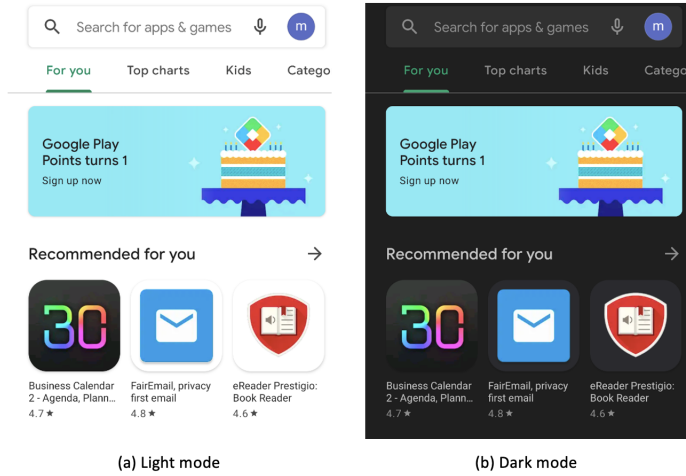 Search for apps & games
m
For you Top charts Kids Catego
Google Play
Points turns 1
Sign up now
Recommended for you
30
Business Calendar
2 - Agenda, Plann...
4.7 ★
FairEmail, privacy
first email
4.8 ★
eReader Prestigio:
Book Reader
4.6 ★
(a) Light mode
Search for apps & games
m
For you Top charts Kids Catego
Google Play
Points turns 1
Sign up now
Recommended for you
30
Business Calendar
2 - Agenda, Plann...
4.7 ★
FairEmail, privacy
first email
4.8 ★
eReader Prestigio:
Book Reader
4.6 ★
(b) Dark mode